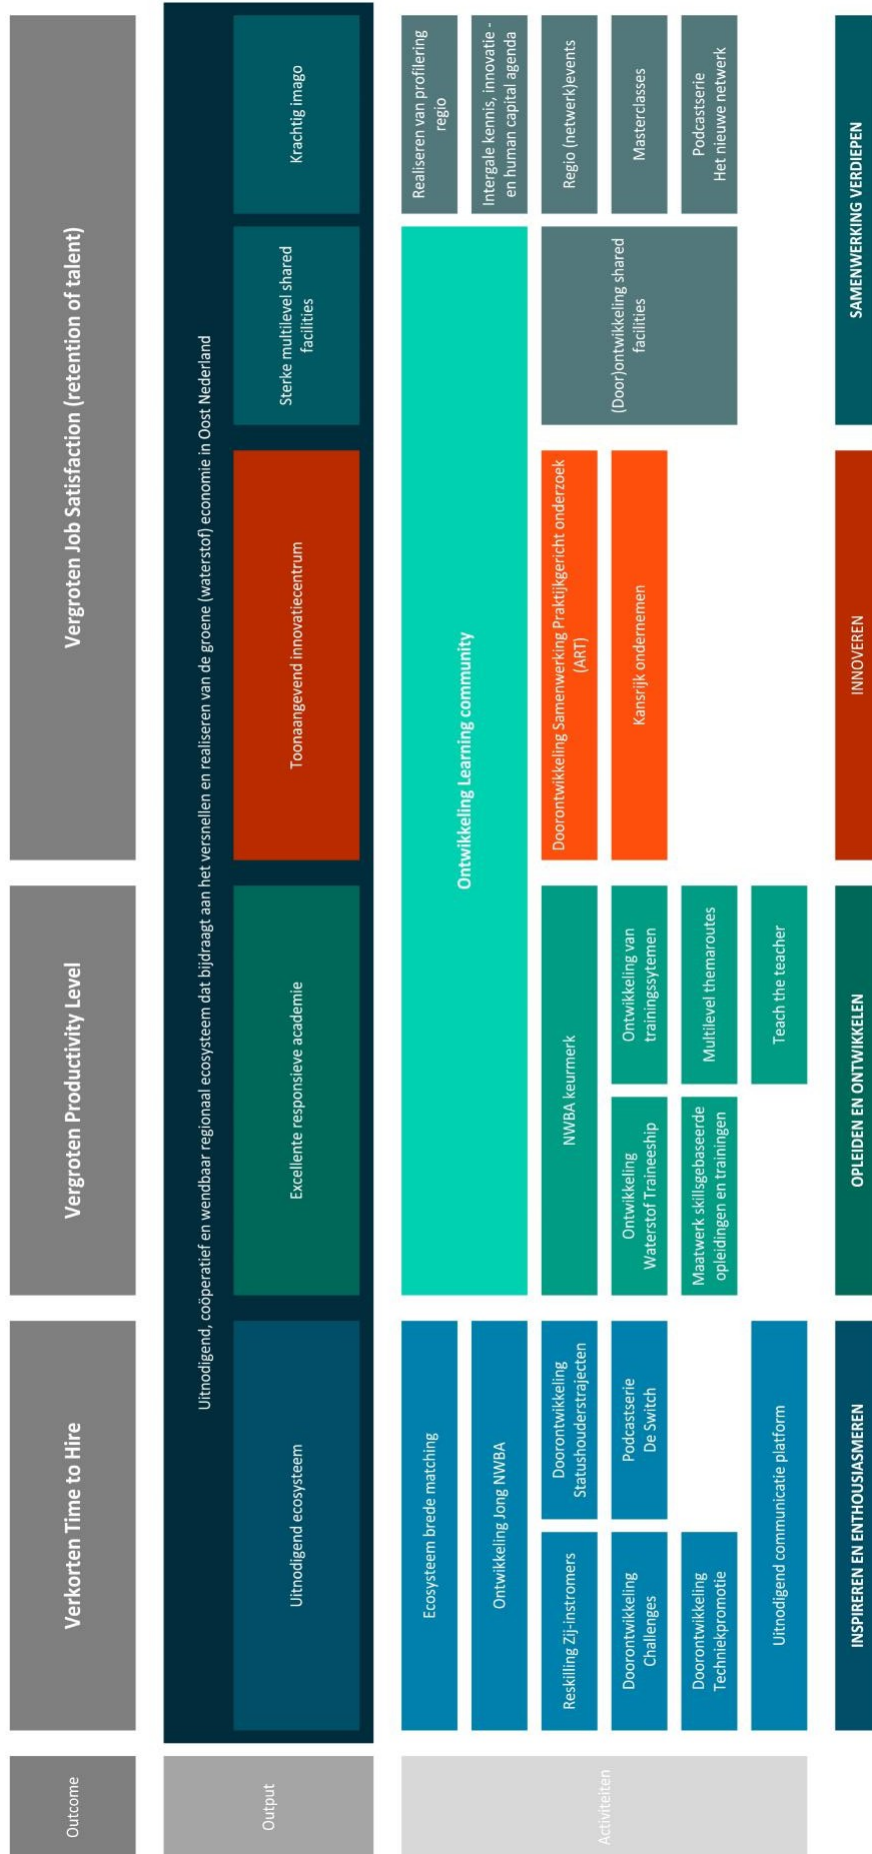 Outcome
Verkorten Time to Hire
Vergroten Productivity Level
Vergroten Job Satisfaction (retention of talent)
Output
Uitnodigend, coöperatief en wendbaar regionaal ecosysteem dat bijdraagt aan het versnellen en realiseren van de groene (waterstof) economie in Oost Nederland
Uitnodigend ecosysteem
Excellente responsieve academie
Toonaangevend innovatiecentrum
Sterke multilevel shared
facilities
Krachtig imago
Activiteiten
Ecosysteem brede matching
Ontwikkeling Jong NWBA
Reskilling Zij-instromers
Doorontwikkeling
Statushouderstrajecten
Doorontwikkeling
Challenges
Podcastserie
De Switch
Doorontwikkeling
Techniekpromotie
Uitnodigend communicatie platform
Ontwikkeling Learning community
NWBA keurmerk
Ontwikkeling
Waterstof Traineeship
Ontwikkeling van
trainingssytemen
Maatwerk skillsgebaseerde
opleidingen en trainingen
Multilevel themaroutes
Teach the teacher
Doorontwikkeling Samenwerking Praktijkgericht onderzoek
(ART)
Kansrijk ondernemen
(Door)ontwikkeling shared
facilities
Realiseren van profilering
regio
Intergale kennis, innovatie -
en human capital agenda
Regio (netwerk)events
Masterclasses
Podcastserie
Het nieuwe netwerk
INSPIREREN EN ENTHOUSIASMEREN
OPLEIDEN EN ONTWIKKELEN
INNOVEREN
SAMENWERKING VERDIEPEN